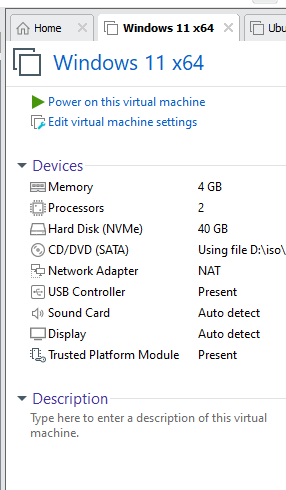 Home
Windows 11 x64
Ubu
Windows 11 x64
Power on this virtual machine
Edit virtual machine settings
Devices
Memory 4 GB
Processors 2
Hard Disk (NVMe) 40 GB
CD/DVD (SATA) Using file D:\iso\
Network Adapter NAT
USB Controller Present
Sound Card Auto detect
Display Auto detect
Trusted Platform Module Present
Description
Type here to enter a description of this virtual
machine.